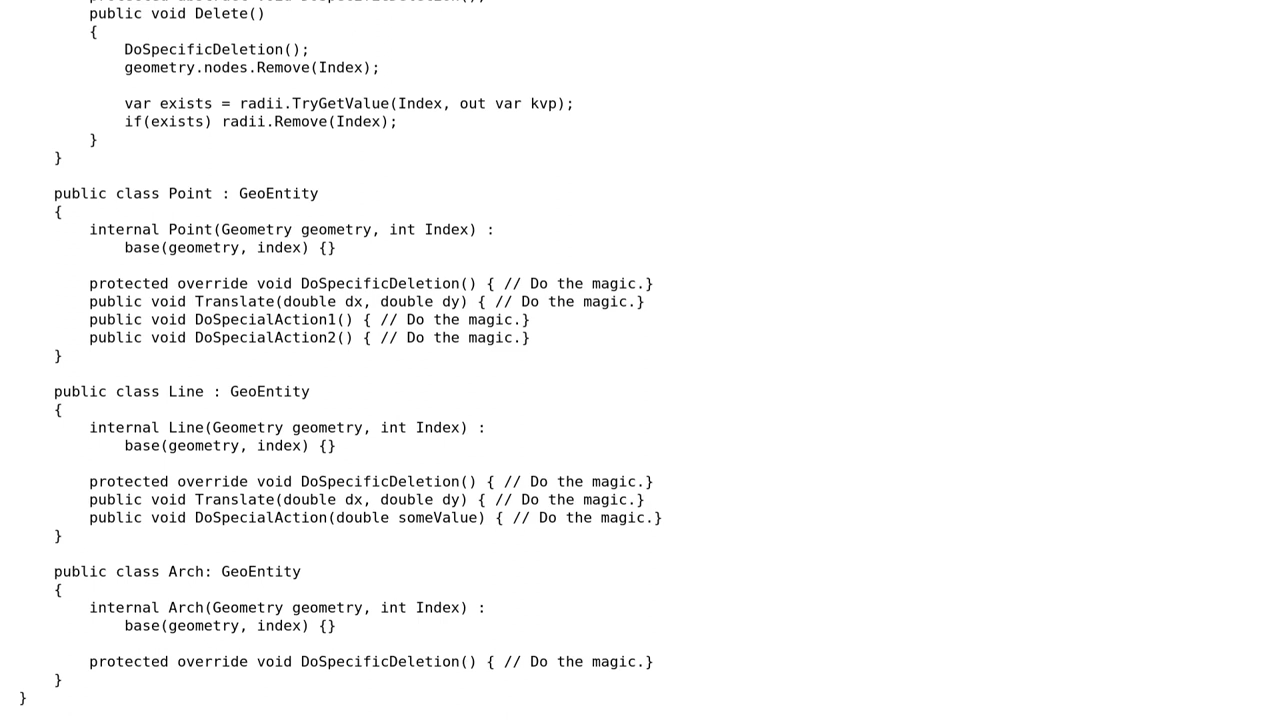 public void Delete()
{
DoSpecificDeletion();
geometry.nodes.Remove(Index);
var exists = radii.TryGetValue(Index, out var kvp);
if(exists) radii.Remove(Index);
}
}
public class Point : GeoEntity
{
internal Point(Geometry geometry, int Index) :
base(geometry, index) {}
protected override void DoSpecificDeletion() { // Do the magic.}
public void Translate(double dx, double dy) { // Do the magic.}
public void DoSpecialAction1() { // Do the magic.}
public void DoSpecialAction2() { // Do the magic.}
}
public class Line : GeoEntity
{
internal Line(Geometry geometry, int Index) :
base(geometry, index) {}
protected override void DoSpecificDeletion() { // Do the magic.}
public void Translate(double dx, double dy) { // Do the magic.}
public void DoSpecialAction(double someValue) { // Do the magic.}
}
public class Arch: GeoEntity
{
internal Arch(Geometry geometry, int Index) :
base(geometry, index) {}
protected override void DoSpecificDeletion() { // Do the magic.}
}
}